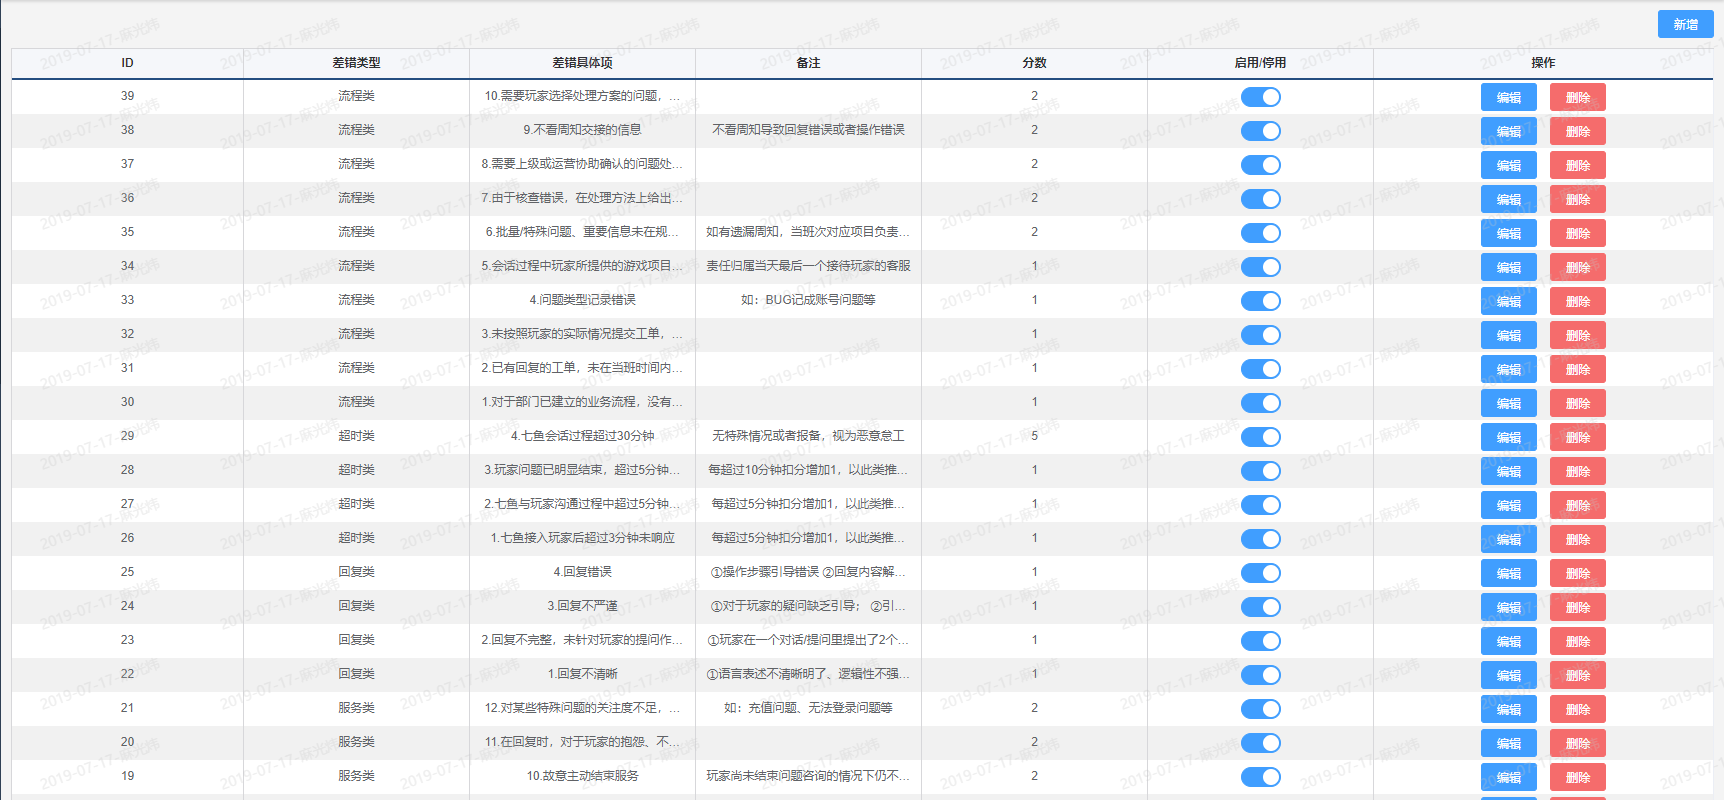 新增
ID 差错类型 差错具体项 备注 分数 启用/停用 操作
39 流程类 10.需要玩家选择处理方案的问题，... 2 编辑 删除
38 流程类 9.不看周知交接的信息 不看周知导致回复错误或者操作错误 2 编辑 删除
37 流程类 8.需要上级或运营协助确认的问题处... 2 编辑 删除
36 流程类 7.由于核查错误，在处理方法上给出... 2 编辑 删除
35 流程类 6.批量/特殊问题、重要信息未在规... 如有遗漏周知，当班次对应项目负责... 2 编辑 删除
34 流程类 5.会话过程中玩家所提供的游戏项目... 责任归属当天最后一个接待玩家的客服 1 编辑 删除
33 流程类 4.问题类型记录错误 如：BUG记成账号问题等 1 编辑 删除
32 流程类 3.未按照玩家的实际情况提交工单，... 1 编辑 删除
31 流程类 2.已有回复的工单，未在当班时间内... 1 编辑 删除
30 流程类 1.对于部门已建立的业务流程，没有... 1 编辑 删除
29 超时类 4.七鱼会话过程超过30分钟 无特殊情况或者报备，视为恶意怠工 5 编辑 删除
28 超时类 3.玩家问题已明显结束，超过5分钟... 每超过10分钟扣分增加1，以此类推... 1 编辑 删除
27 超时类 2.七鱼与玩家沟通过程中超过5分钟... 每超过5分钟扣分增加1，以此类推... 1 编辑 删除
26 超时类 1.七鱼接入玩家后超过3分钟未响应 每超过5分钟扣分增加1，以此类推... 1 编辑 删除
25 回复类 4.回复错误 ①操作步骤引导错误 ②回复内容解... 1 编辑 删除
24 回复类 3.回复不严谨 ①对于玩家的疑问缺乏引导； ②引... 1 编辑 删除
23 回复类 2.回复不完整，未针对玩家的提问作... ①玩家在一个对话/提问里提出了2个... 1 编辑 删除
22 回复类 1.回复不清晰 ①语言表述不清晰明了、逻辑性不强... 1 编辑 删除
21 服务类 12.对某些特殊问题的关注度不足，... 如：充值问题、无法登录问题等 2 编辑 删除
20 服务类 11.在回复时，对于玩家的抱怨、不... 2 编辑 删除
19 服务类 10.故意主动结束服务 玩家尚未结束问题咨询的情况下仍不... 2 编辑 删除
2019-07-17-麻光纬